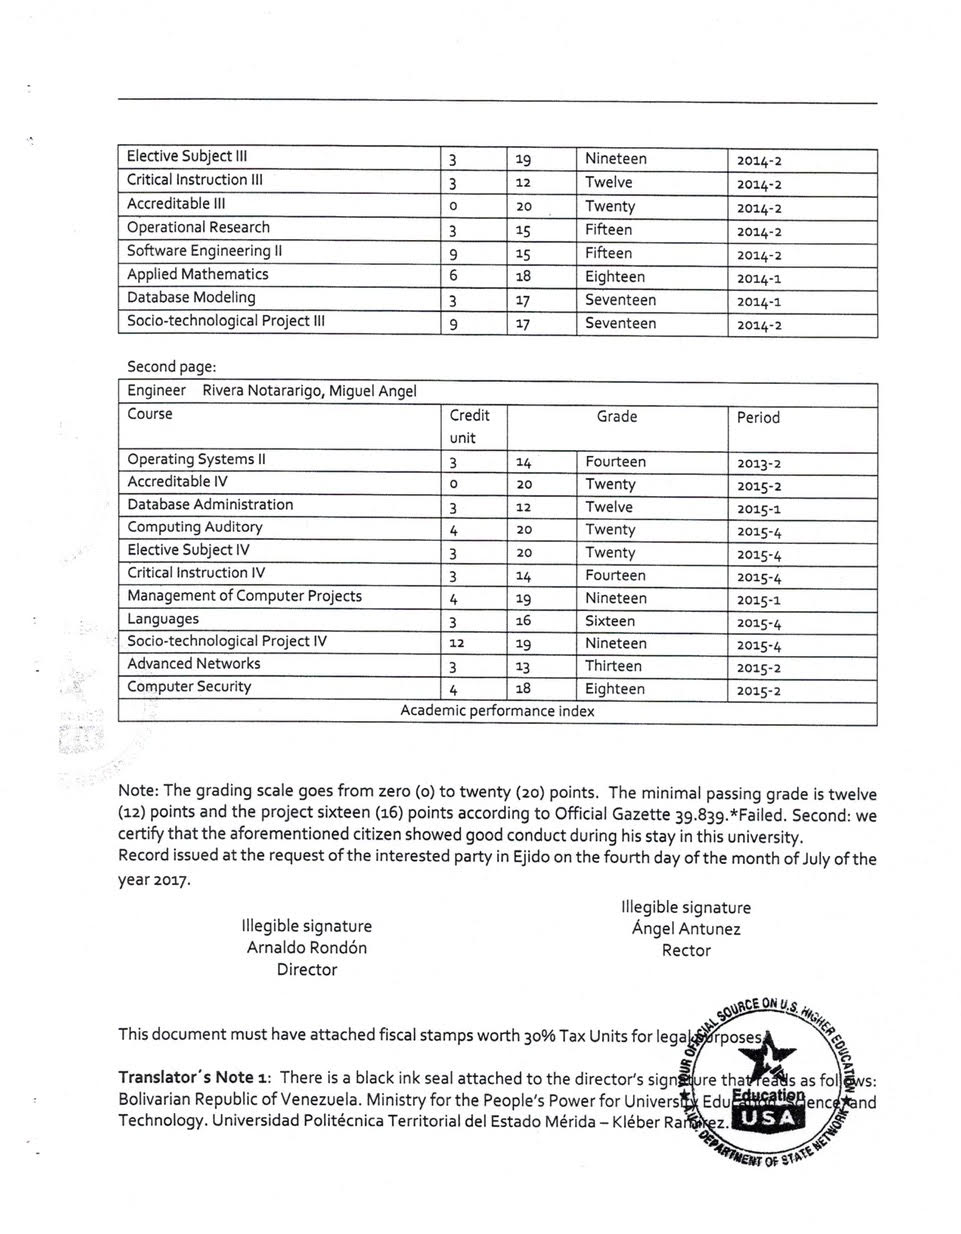 Elective Subject III 3 19 Nineteen 2014-2
Critical Instruction III 3 12 Twelve 2014-2
Accreditable III 0 20 Twenty 2014-2
Operational Research 3 15 Fifteen 2014-2
Software Engineering II 9 15 Fifteen 2014-2
Applied Mathematics 6 18 Eighteen 2014-1
Database Modeling 3 17 Seventeen 2014-1
Socio-technological Project III 9 17 Seventeen 2014-2
Second page:
Engineer Rivera Notararigo, Miguel Angel
Course Credit unit Grade Period
Operating Systems II 3 14 Fourteen 2013-2
Accreditable IV 0 20 Twenty 2015-2
Database Administration 3 12 Twelve 2015-1
Computing Auditory 4 20 Twenty 2015-4
Elective Subject IV 3 20 Twenty 2015-4
Critical Instruction IV 3 14 Fourteen 2015-4
Management of Computer Projects 4 19 Nineteen 2015-1
Languages 3 16 Sixteen 2015-4
Socio-technological Project IV 12 19 Nineteen 2015-4
Advanced Networks 3 13 Thirteen 2015-2
Computer Security 4 18 Eighteen 2015-2
Academic performance index
Note: The grading scale goes from zero (0) to twenty (20) points. The minimal passing grade is twelve
(12) points and the project sixteen (16) points according to Official Gazette 39.839.*Failed. Second: we
certify that the aforementioned citizen showed good conduct during his stay in this university.
Record issued at the request of the interested party in Ejido on the fourth day of the month of July of the
year 2017.
Illegible signature
Arnaldo Rondón
Director
Illegible signature
Ángel Antunez
Rector
This document must have attached fiscal stamps worth 30% Tax Units for legal purposes.
Translator´s Note 1: There is a black ink seal attached to the director's signature that reads as follows:
Bolivarian Republic of Venezuela. Ministry for the People's Power for University Education Science and
Technology. Universidad Politécnica Territorial del Estado Mérida – Kléber Ramírez.
YOUR OFFICIAL SOURCE ON U.S. HIGHER EDUCATION
Education
USA
U.S. DEPARTMENT OF STATE NETWORK